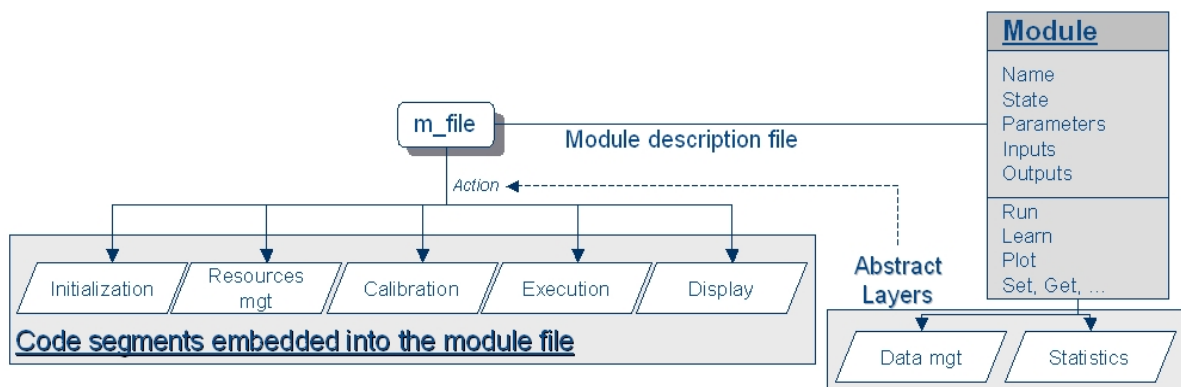 Module
Name
State
Parameters
Inputs
Outputs
Run
Learn
Plot
Set, Get, ...
m_file
Module description file
Action
Initialization
Resources
mgt
Calibration
Execution
Display
Code segments embedded into the module file
Abstract
Layers
Data mgt
Statistics